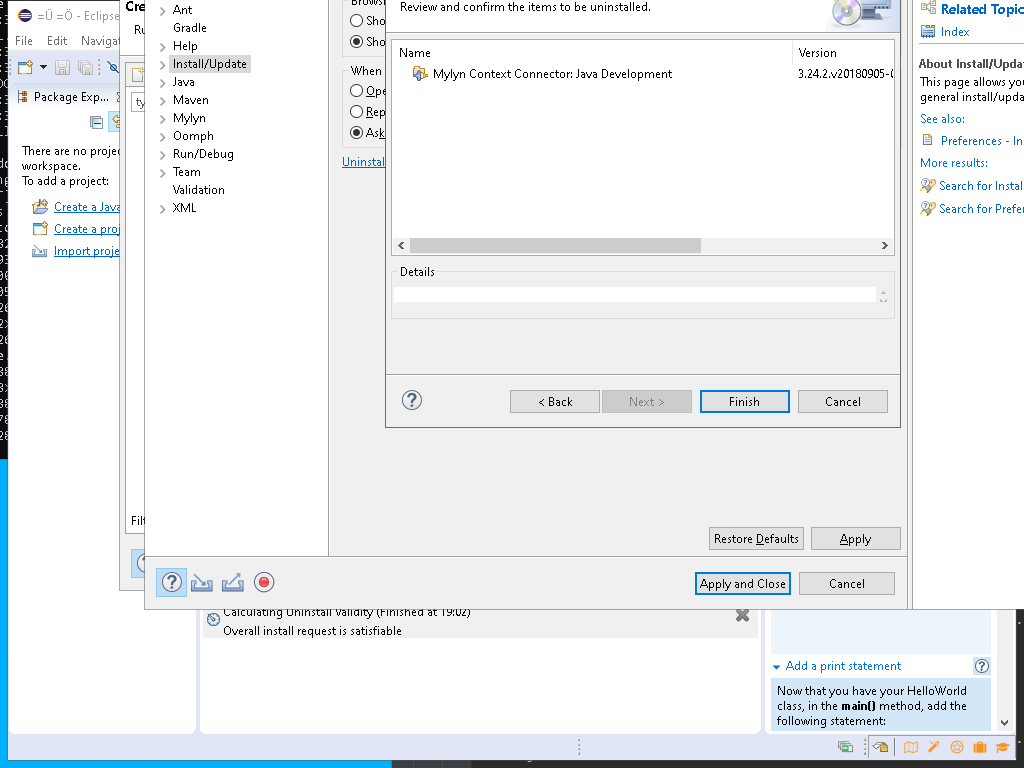 =Ü =Ö - Eclipse
File Edit Navigat
Package Exp...
There are no proje
workspace.
To add a project:
Create a Java
Create a proj
Import proje
Cre
Ru
ty
Filt
Ant
Gradle
Help
Install/Update
Java
Maven
Mylyn
Oomph
Run/Debug
Team
Validation
XML
Brows
Sho
Sho
When
Ope
Rep
Ask
Uninstal
Review and confirm the items to be uninstalled.
Name Version
Mylyn Context Connector: Java Development 3.24.2.v20180905-0
Details
< Back Next > Finish Cancel
Restore Defaults Apply
Apply and Close Cancel
Related Topic
Index
About Install/Upda
This page allows you
general install/upda
See also:
Preferences - In
More results:
Search for Instal
Search for Prefer
Calculating Uninstall Validity (Finished at 19:02)
Overall install request is satisfiable
Add a print statement
Now that you have your HelloWorld
class, in the main() method, add the
following statement: